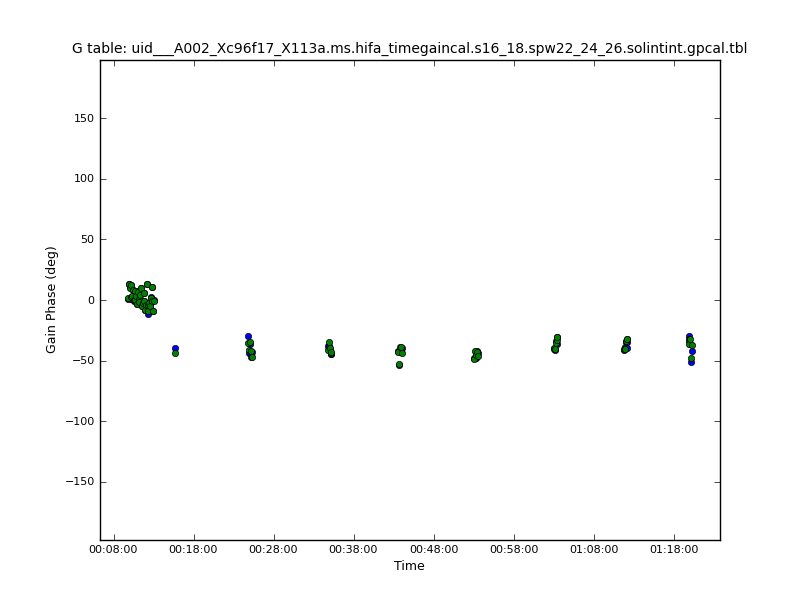 G table: uid___A002_Xc96f17_X113a.ms.hifa_timegaincal.s16_18.spw22_24_26.solintint.gpcal.tbl
150
100
50
0
−50
−100
−150
Gain Phase (deg)
00:08:00 00:18:00 00:28:00 00:38:00 00:48:00 00:58:00 01:08:00 01:18:00
Time